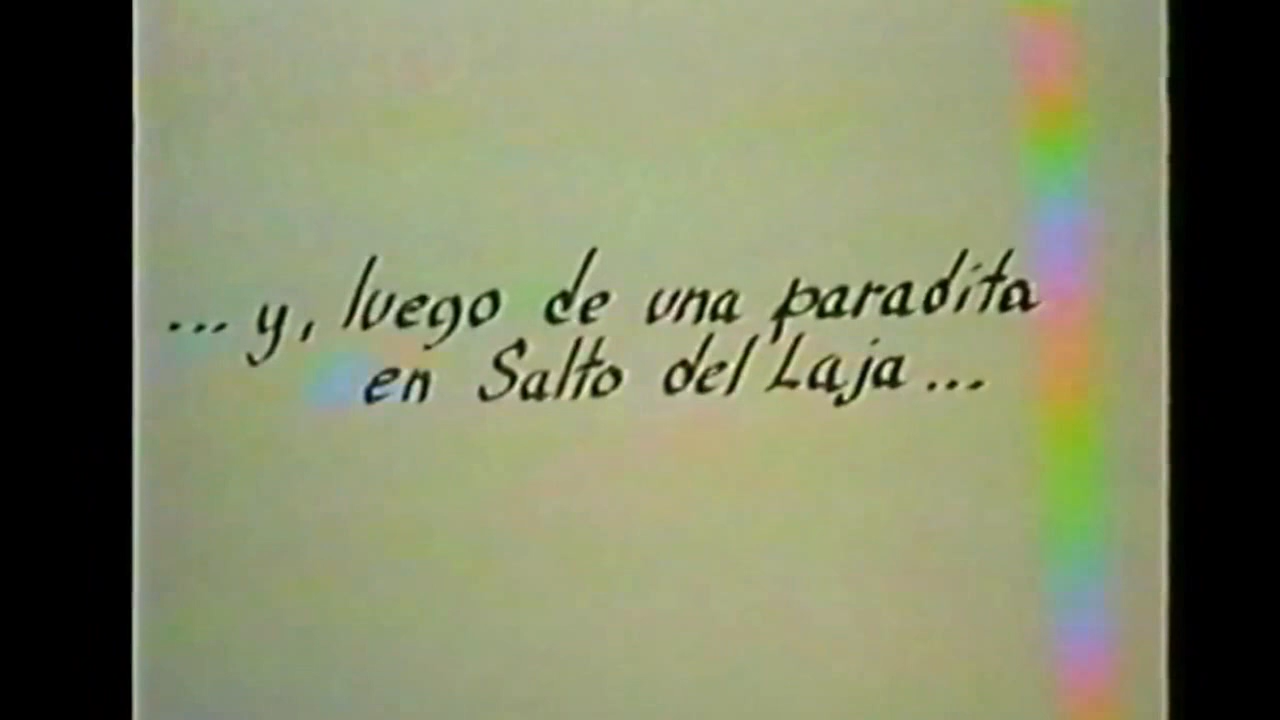 ... y, luego de una paradita
en Salto del Laja ...